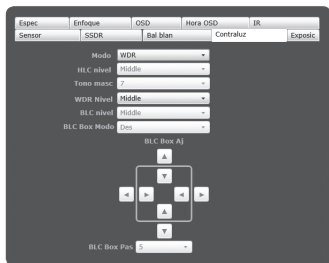 Espec Enfoque OSD Hora OSD IR
Sensor SSDR Bal blan Contraluz Exposic
Modo WDR
HLC nivel Middle
Tono masc 7
WDR Nivel Middle
BLC nivel Middle
BLC Box Modo Des
BLC Box Aj
BLC Box Pas 5